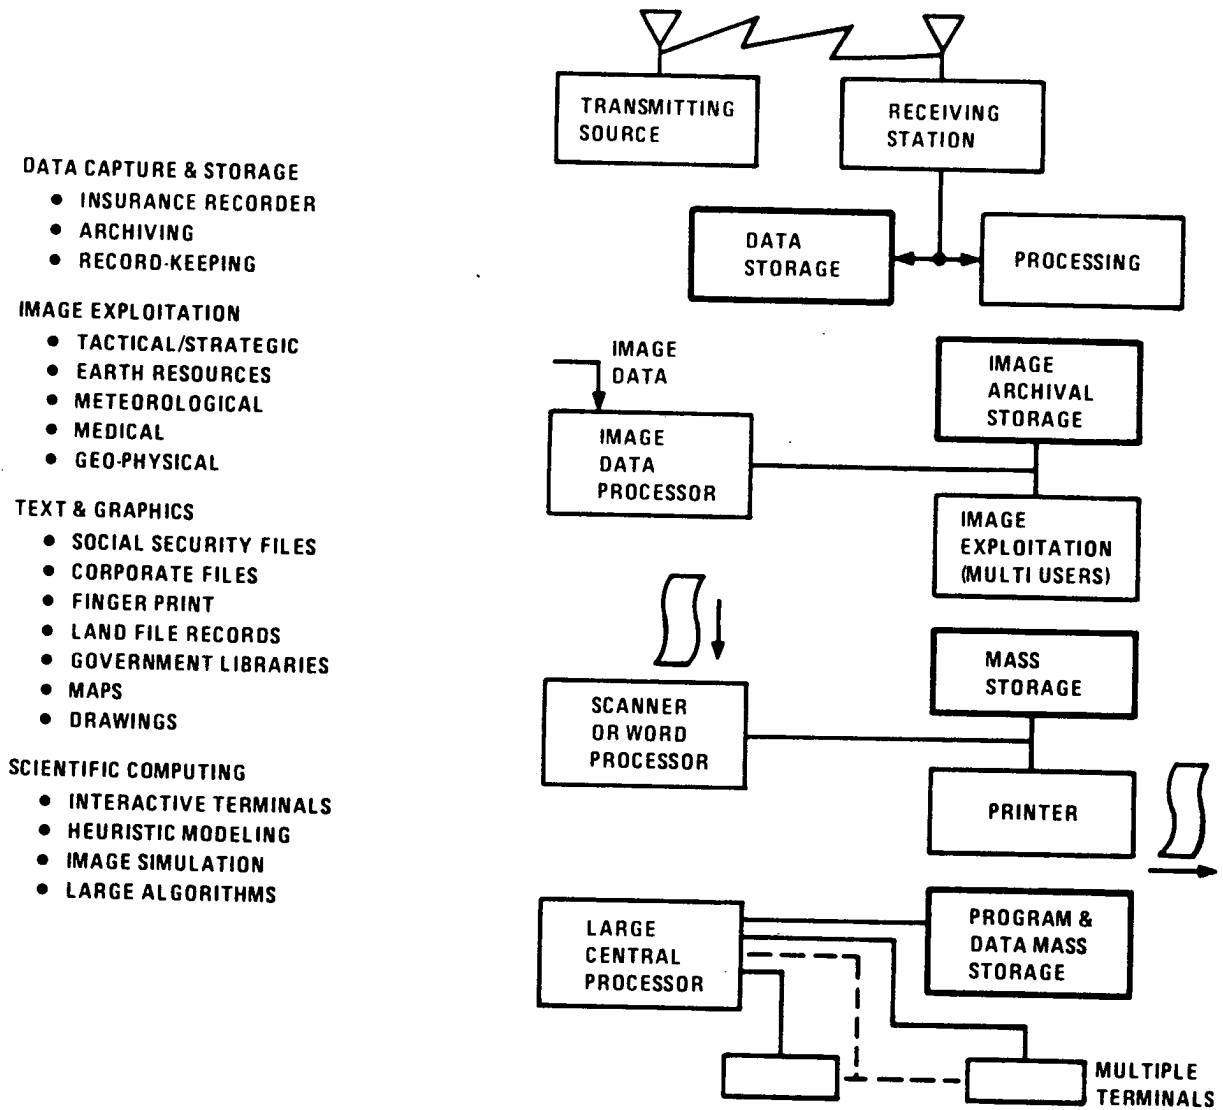 DATA CAPTURE & STORAGE
● INSURANCE RECORDER
● ARCHIVING
● RECORD-KEEPING
IMAGE EXPLOITATION
● TACTICAL/STRATEGIC
● EARTH RESOURCES
● METEOROLOGICAL
● MEDICAL
● GEO-PHYSICAL
TEXT & GRAPHICS
● SOCIAL SECURITY FILES
● CORPORATE FILES
● FINGER PRINT
● LAND FILE RECORDS
● GOVERNMENT LIBRARIES
● MAPS
● DRAWINGS
SCIENTIFIC COMPUTING
● INTERACTIVE TERMINALS
● HEURISTIC MODELING
● IMAGE SIMULATION
● LARGE ALGORITHMS
TRANSMITTING
SOURCE
RECEIVING
STATION
DATA
STORAGE
PROCESSING
IMAGE
DATA
IMAGE
DATA
PROCESSOR
IMAGE
ARCHIVAL
STORAGE
IMAGE
EXPLOITATION
(MULTI USERS)
SCANNER
OR WORD
PROCESSOR
MASS
STORAGE
PRINTER
LARGE
CENTRAL
PROCESSOR
PROGRAM &
DATA MASS
STORAGE
MULTIPLE
TERMINALS